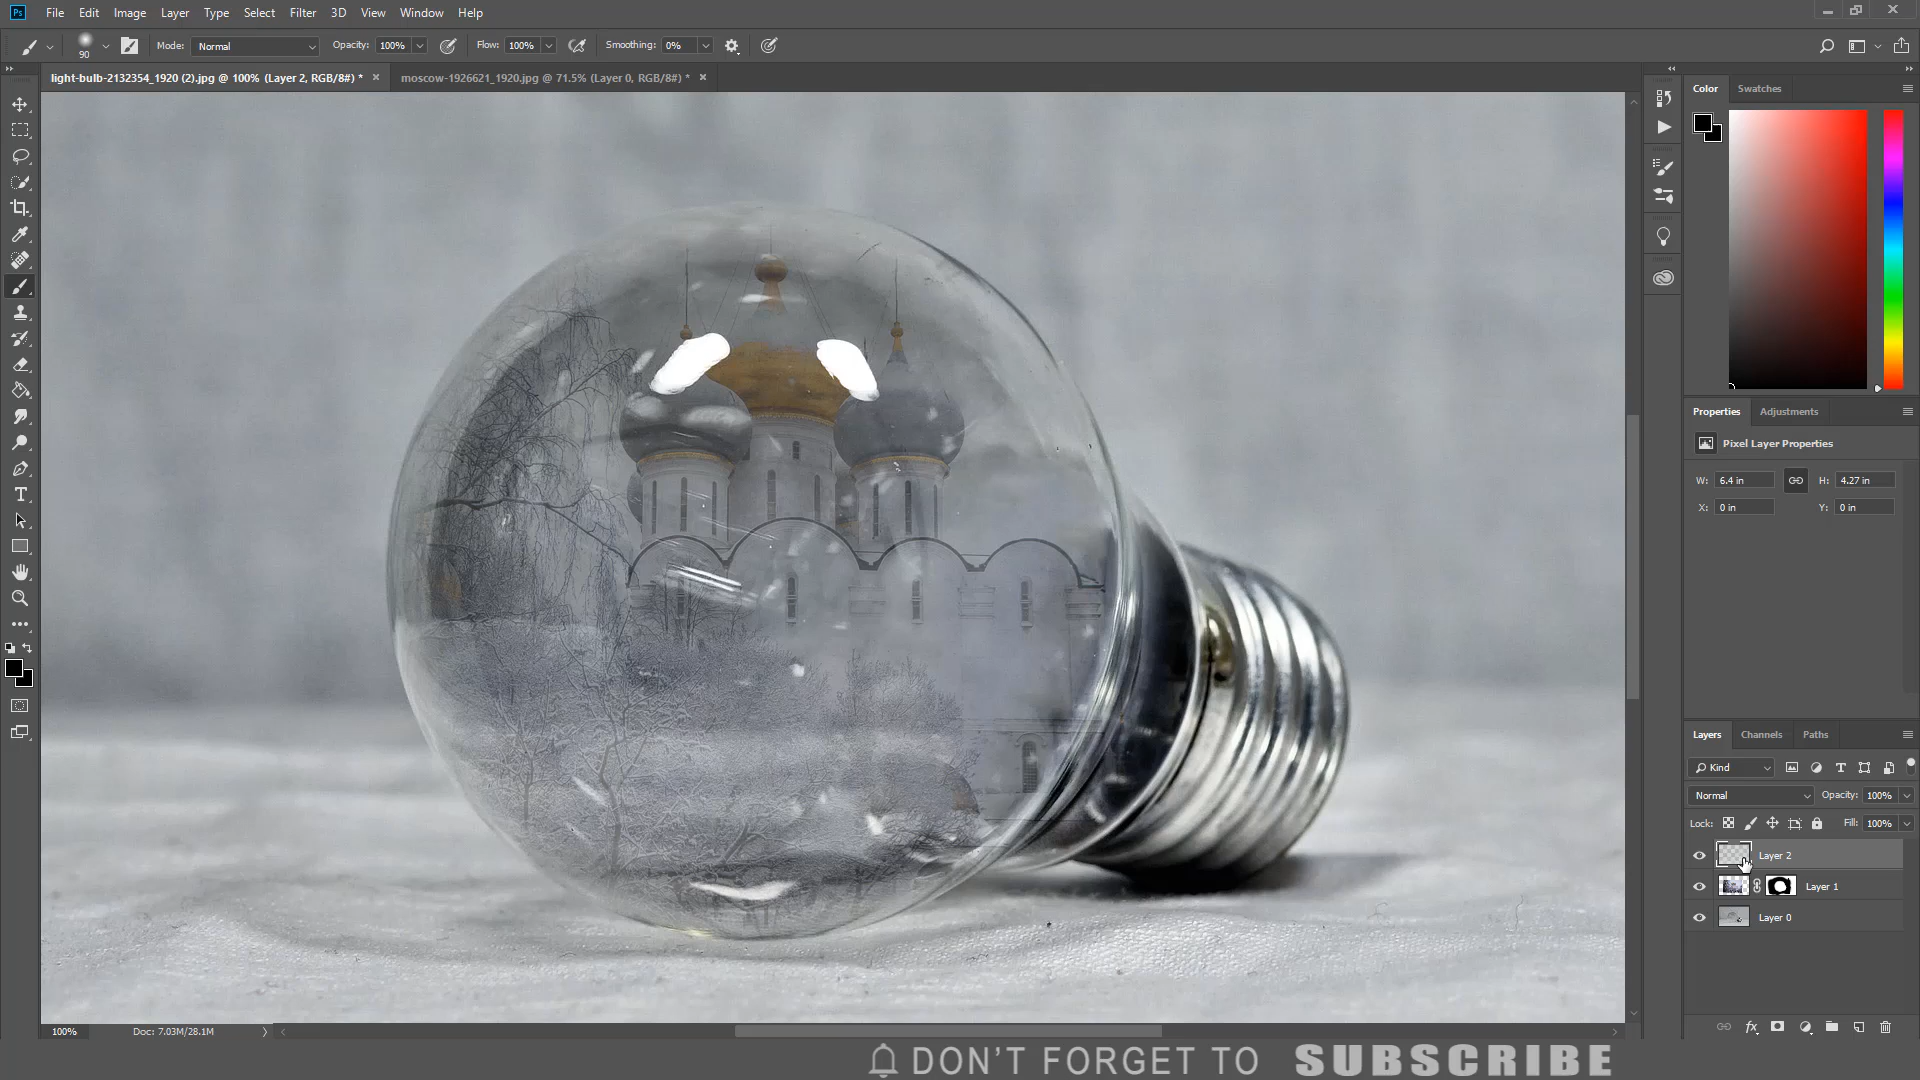 Ps File Edit Image Layer Type Select Filter 3D View Window Help
90 Mode: Normal Opacity: 100% Flow: 100% Smoothing: 0%
light-bulb-2132354_1920 (2).jpg @ 100% (Layer 2, RGB/8#) * × moscow-1926621_1920.jpg @ 71.5% (Layer 0, RGB/8#) * ×
Color Swatches
Properties Adjustments
Pixel Layer Properties
W: 6.4 in H: 4.27 in
X: 0 in Y: 0 in
Layers Channels Paths
Kind
Normal Opacity: 100%
Lock: Fill: 100%
Layer 2
Layer 1
Layer 0
100% Doc: 7.03M/28.1M
DON'T FORGET TO SUBSCRIBE